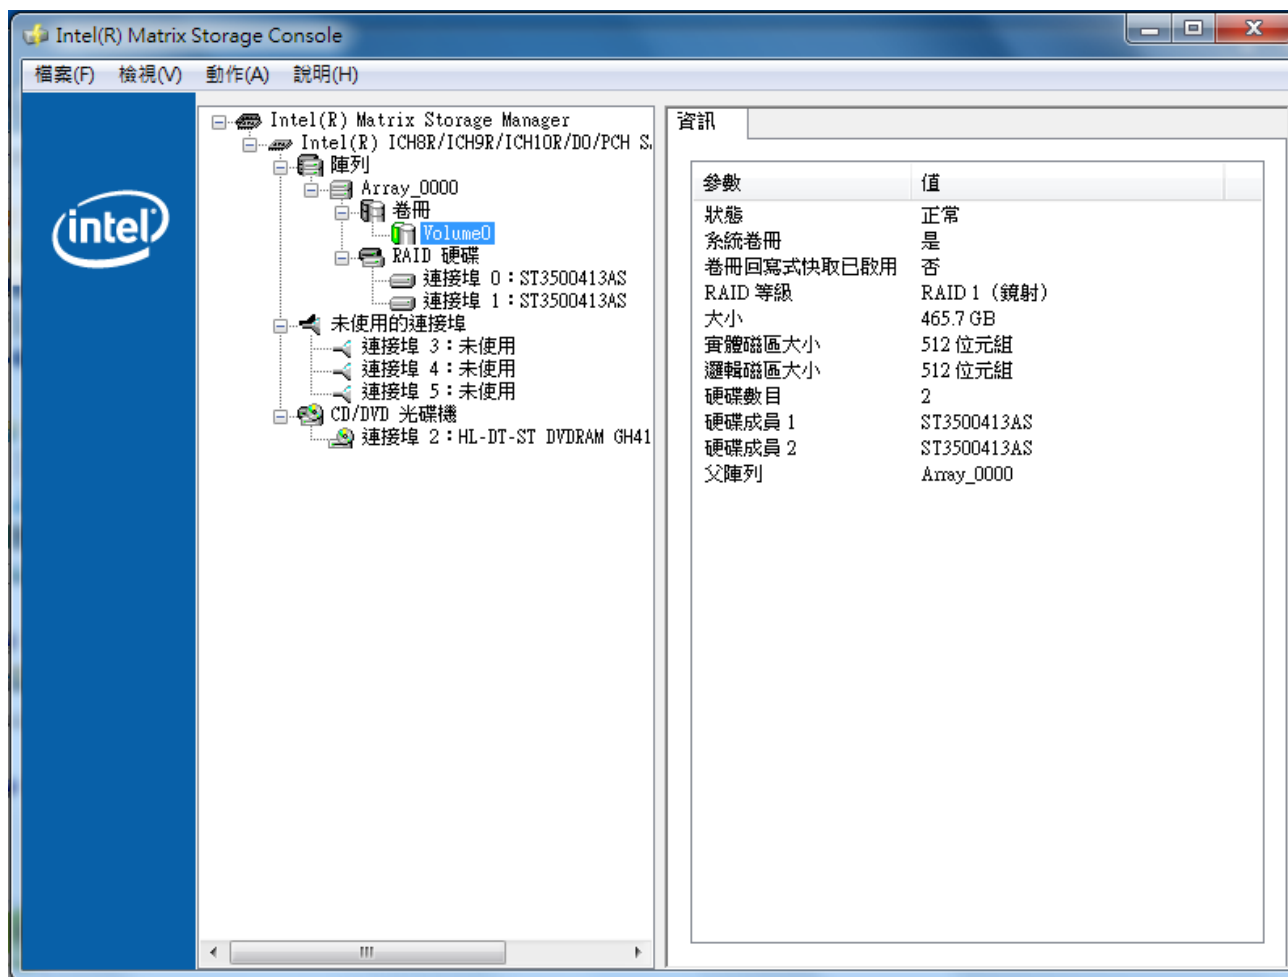 Intel(R) Matrix Storage Console
檔案(F) 檢視(V) 動作(A) 說明(H)
intel
Intel(R) Matrix Storage Manager
Intel(R) ICH8R/ICH9R/ICH10R/DO/PCH S
陣列
Array_0000
卷冊
Volume0
RAID 硬碟
連接埠 0：ST3500413AS
連接埠 1：ST3500413AS
未使用的連接埠
連接埠 3：未使用
連接埠 4：未使用
連接埠 5：未使用
CD/DVD 光碟機
連接埠 2：HL-DT-ST DVDRAM GH41
資訊
參數 值
狀態 正常
系統卷冊 是
卷冊回寫式快取已啟用 否
RAID 等級 RAID 1（鏡射）
大小 465.7 GB
實體磁區大小 512 位元組
邏輯磁區大小 512 位元組
硬碟數目 2
硬碟成員 1 ST3500413AS
硬碟成員 2 ST3500413AS
父陣列 Array_0000